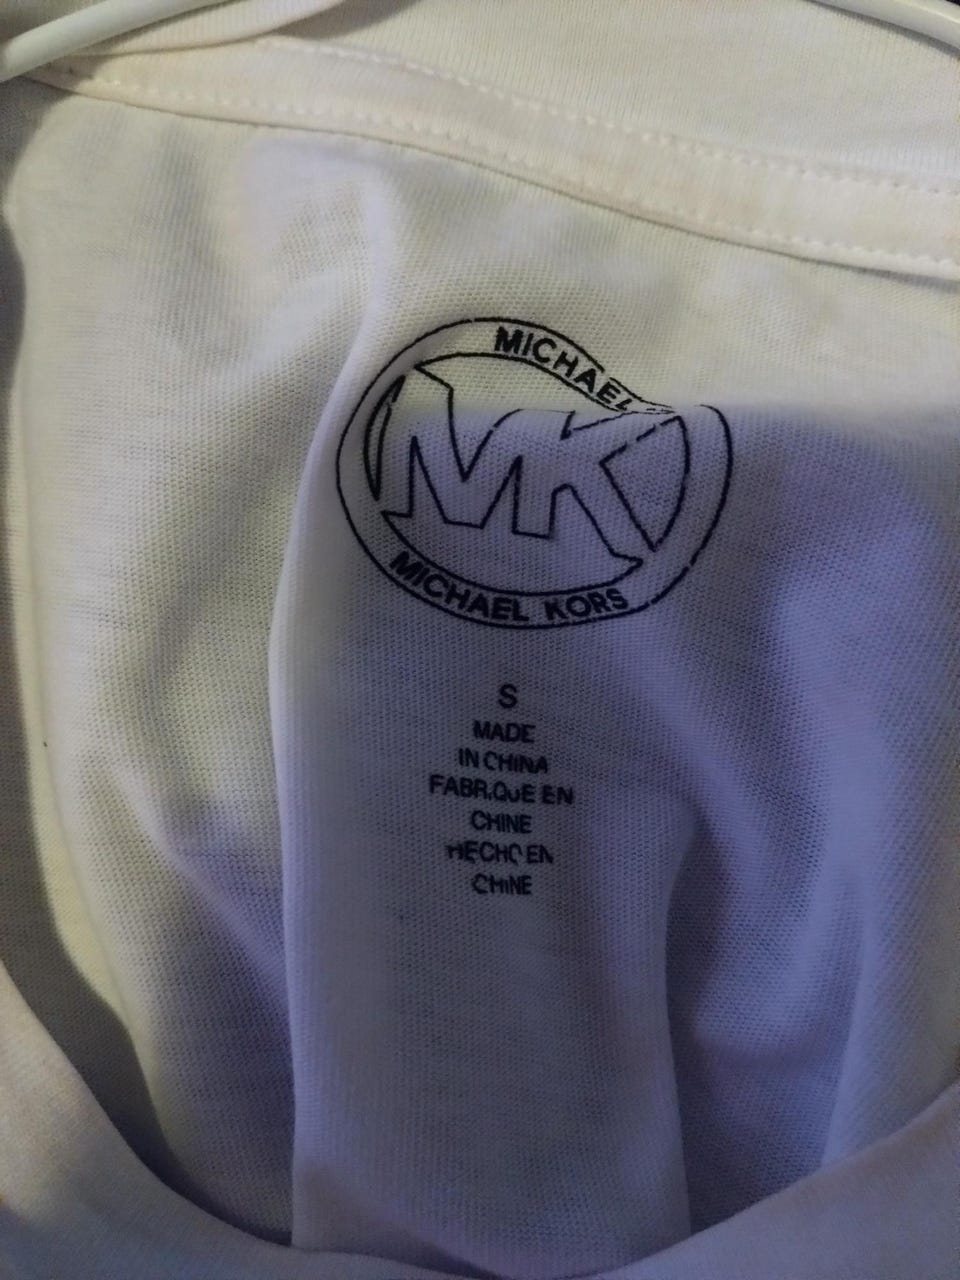 MICHAEL
MK
MICHAEL KORS
S
MADE
IN CHINA
FABRIQUE EN
CHINE
HECHO EN
CHINE